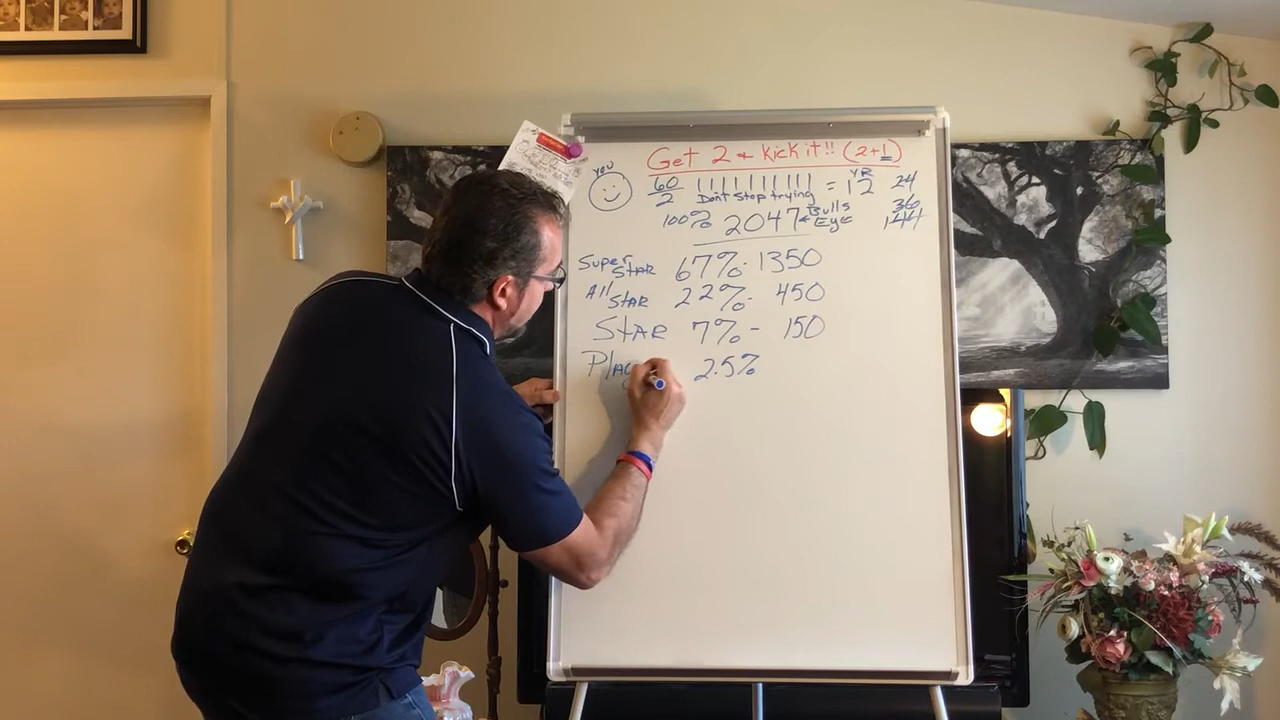 Get 2 & Kick it!! (2+1)
YOU
60/2 | | | | | | | | | | = 12 YR 24
Don't Stop trying
36
100% 2047 ← Bulls Eye 144
Super Star 67% - 1350
All Star 22% - 450
Star 7% - 150
2.5%